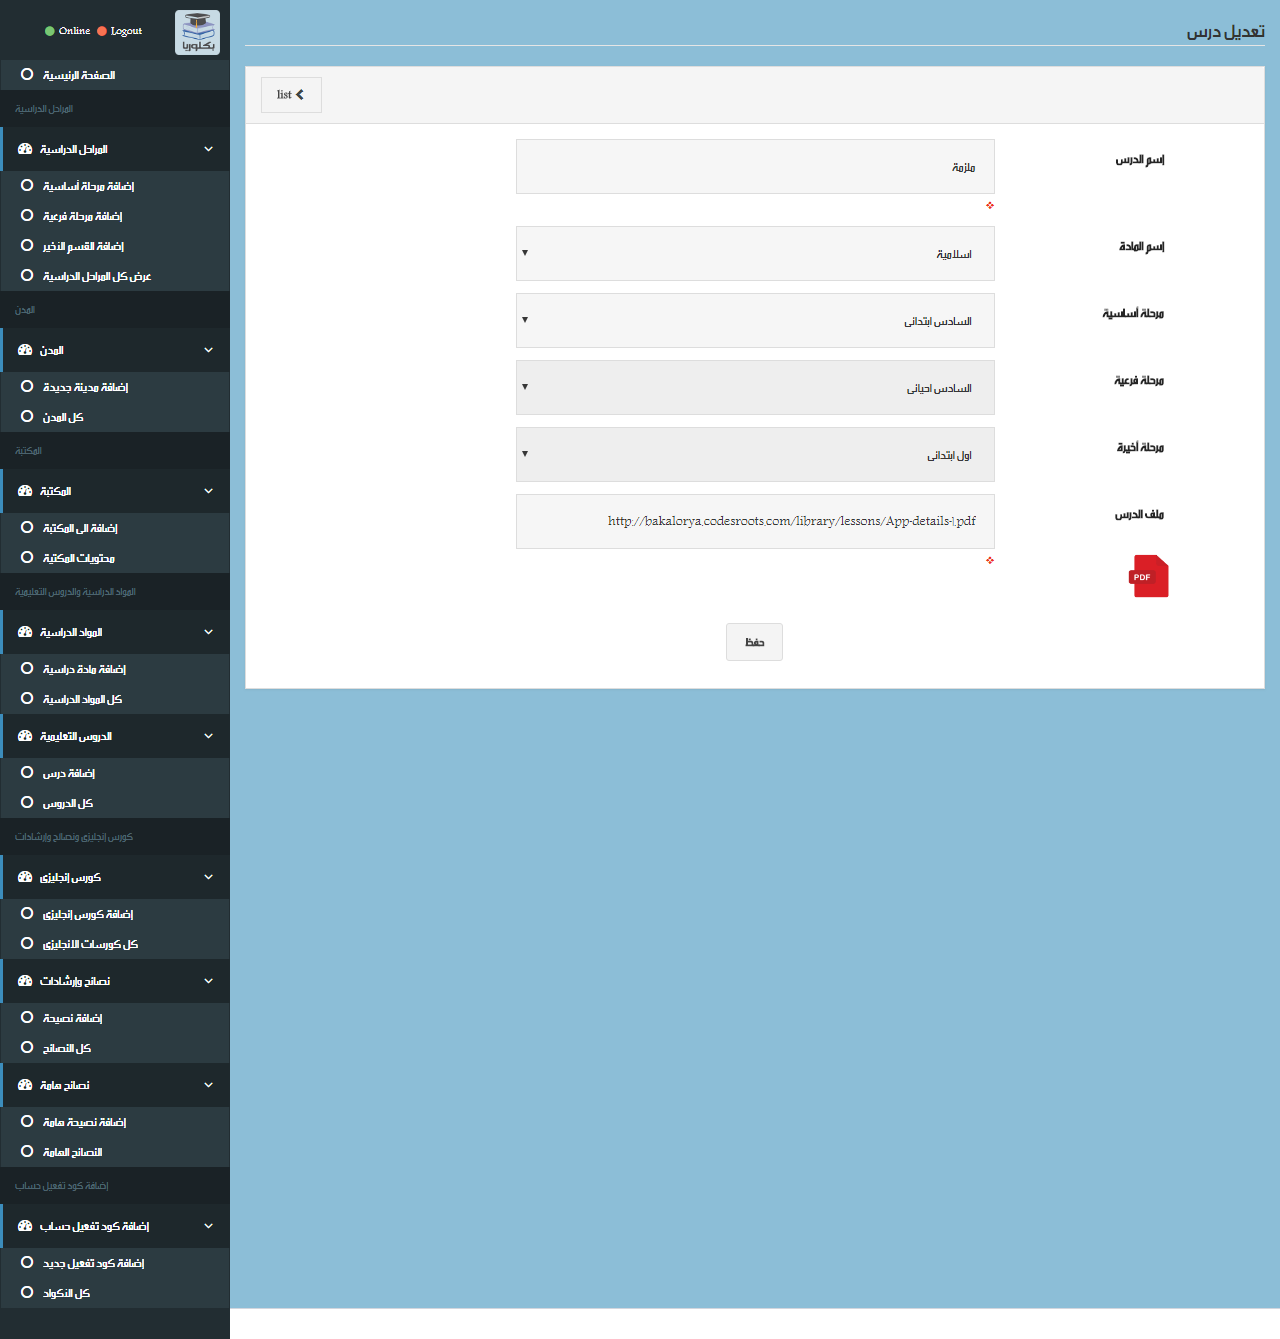 Online Logout
بكلوريا
الصفحة الرئيسية
المراحل الدراسية
المراحل الدراسية
إضافة مرحلة أساسية
إضافة مرحلة فرعية
إضافة القسم الاخير
عرض كل المراحل الدراسية
المدن
المدن
إضافة مدينة جديدة
كل المدن
المكتبة
المكتبة
إضافة الى المكتبة
محتويات المكتبة
المواد الدراسية والدروس التعليمية
المواد الدراسية
إضافة مادة دراسية
كل المواد الدراسية
الدروس التعليمية
إضافة درس
كل الدروس
كورس إنجليزى ونصائح وإرشادات
كورس إنجليزى
إضافة كورس إنجليزى
كل كورسات الانجليزى
نصائح وإرشادات
إضافة نصيحة
كل النصائح
نصائح هامة
إضافة نصيحة هامة
النصائح الهامة
إضافة كود تفعيل حساب
إضافة كود تفعيل حساب
إضافة كود تفعيل جديد
كل الاكواد
تعديل درس
list
إسم الدرس
ملزمة
إسم المادة
اسلامية
مرحلة أساسية
السادس ابتدائى
مرحلة فرعية
السادس احيائى
مرحلة أخيرة
اول ابتدائى
ملف الدرس
http://bakalorya.codesroots.com/library/lessons/App-details-1.pdf
PDF
حفظ